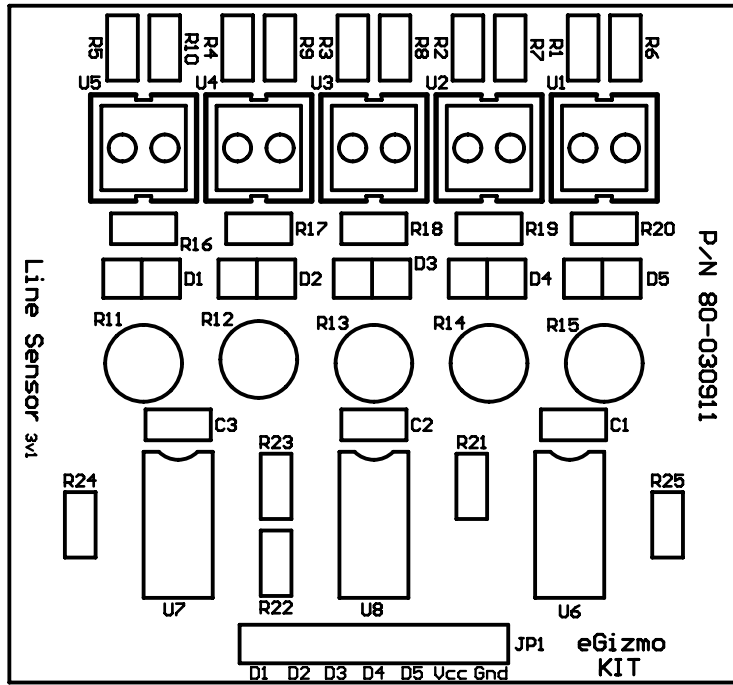 R5 R10 R4 R9 R3 R8 R2 R7 R1 R6
U5 U4 U3 U2 U1
R16 R17 R18 R19 R20
D1 D2 D3 D4 D5
R11 R12 R13 R14 R15
C3 C2 C1
R24 R23 R21 R25
R22
U7 U8 U6
JP1
D1 D2 D3 D4 D5 Vcc Gnd
eGizmo
KIT
Line Sensor 3v1
P/N 80-030911